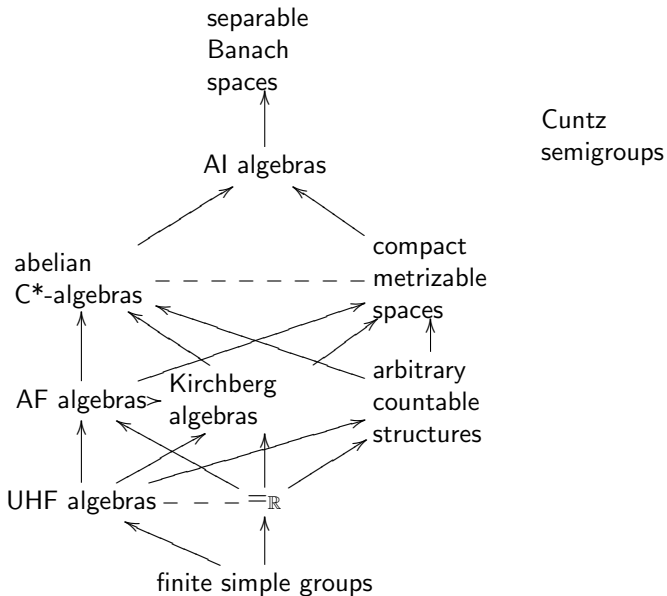 separable
Banach
spaces
Cuntz
semigroups
AI algebras
compact
metrizable
spaces
abelian
C*-algebras
arbitrary
countable
structures
Kirchberg
algebras
AF algebras
UHF algebras
=ℝ
finite simple groups